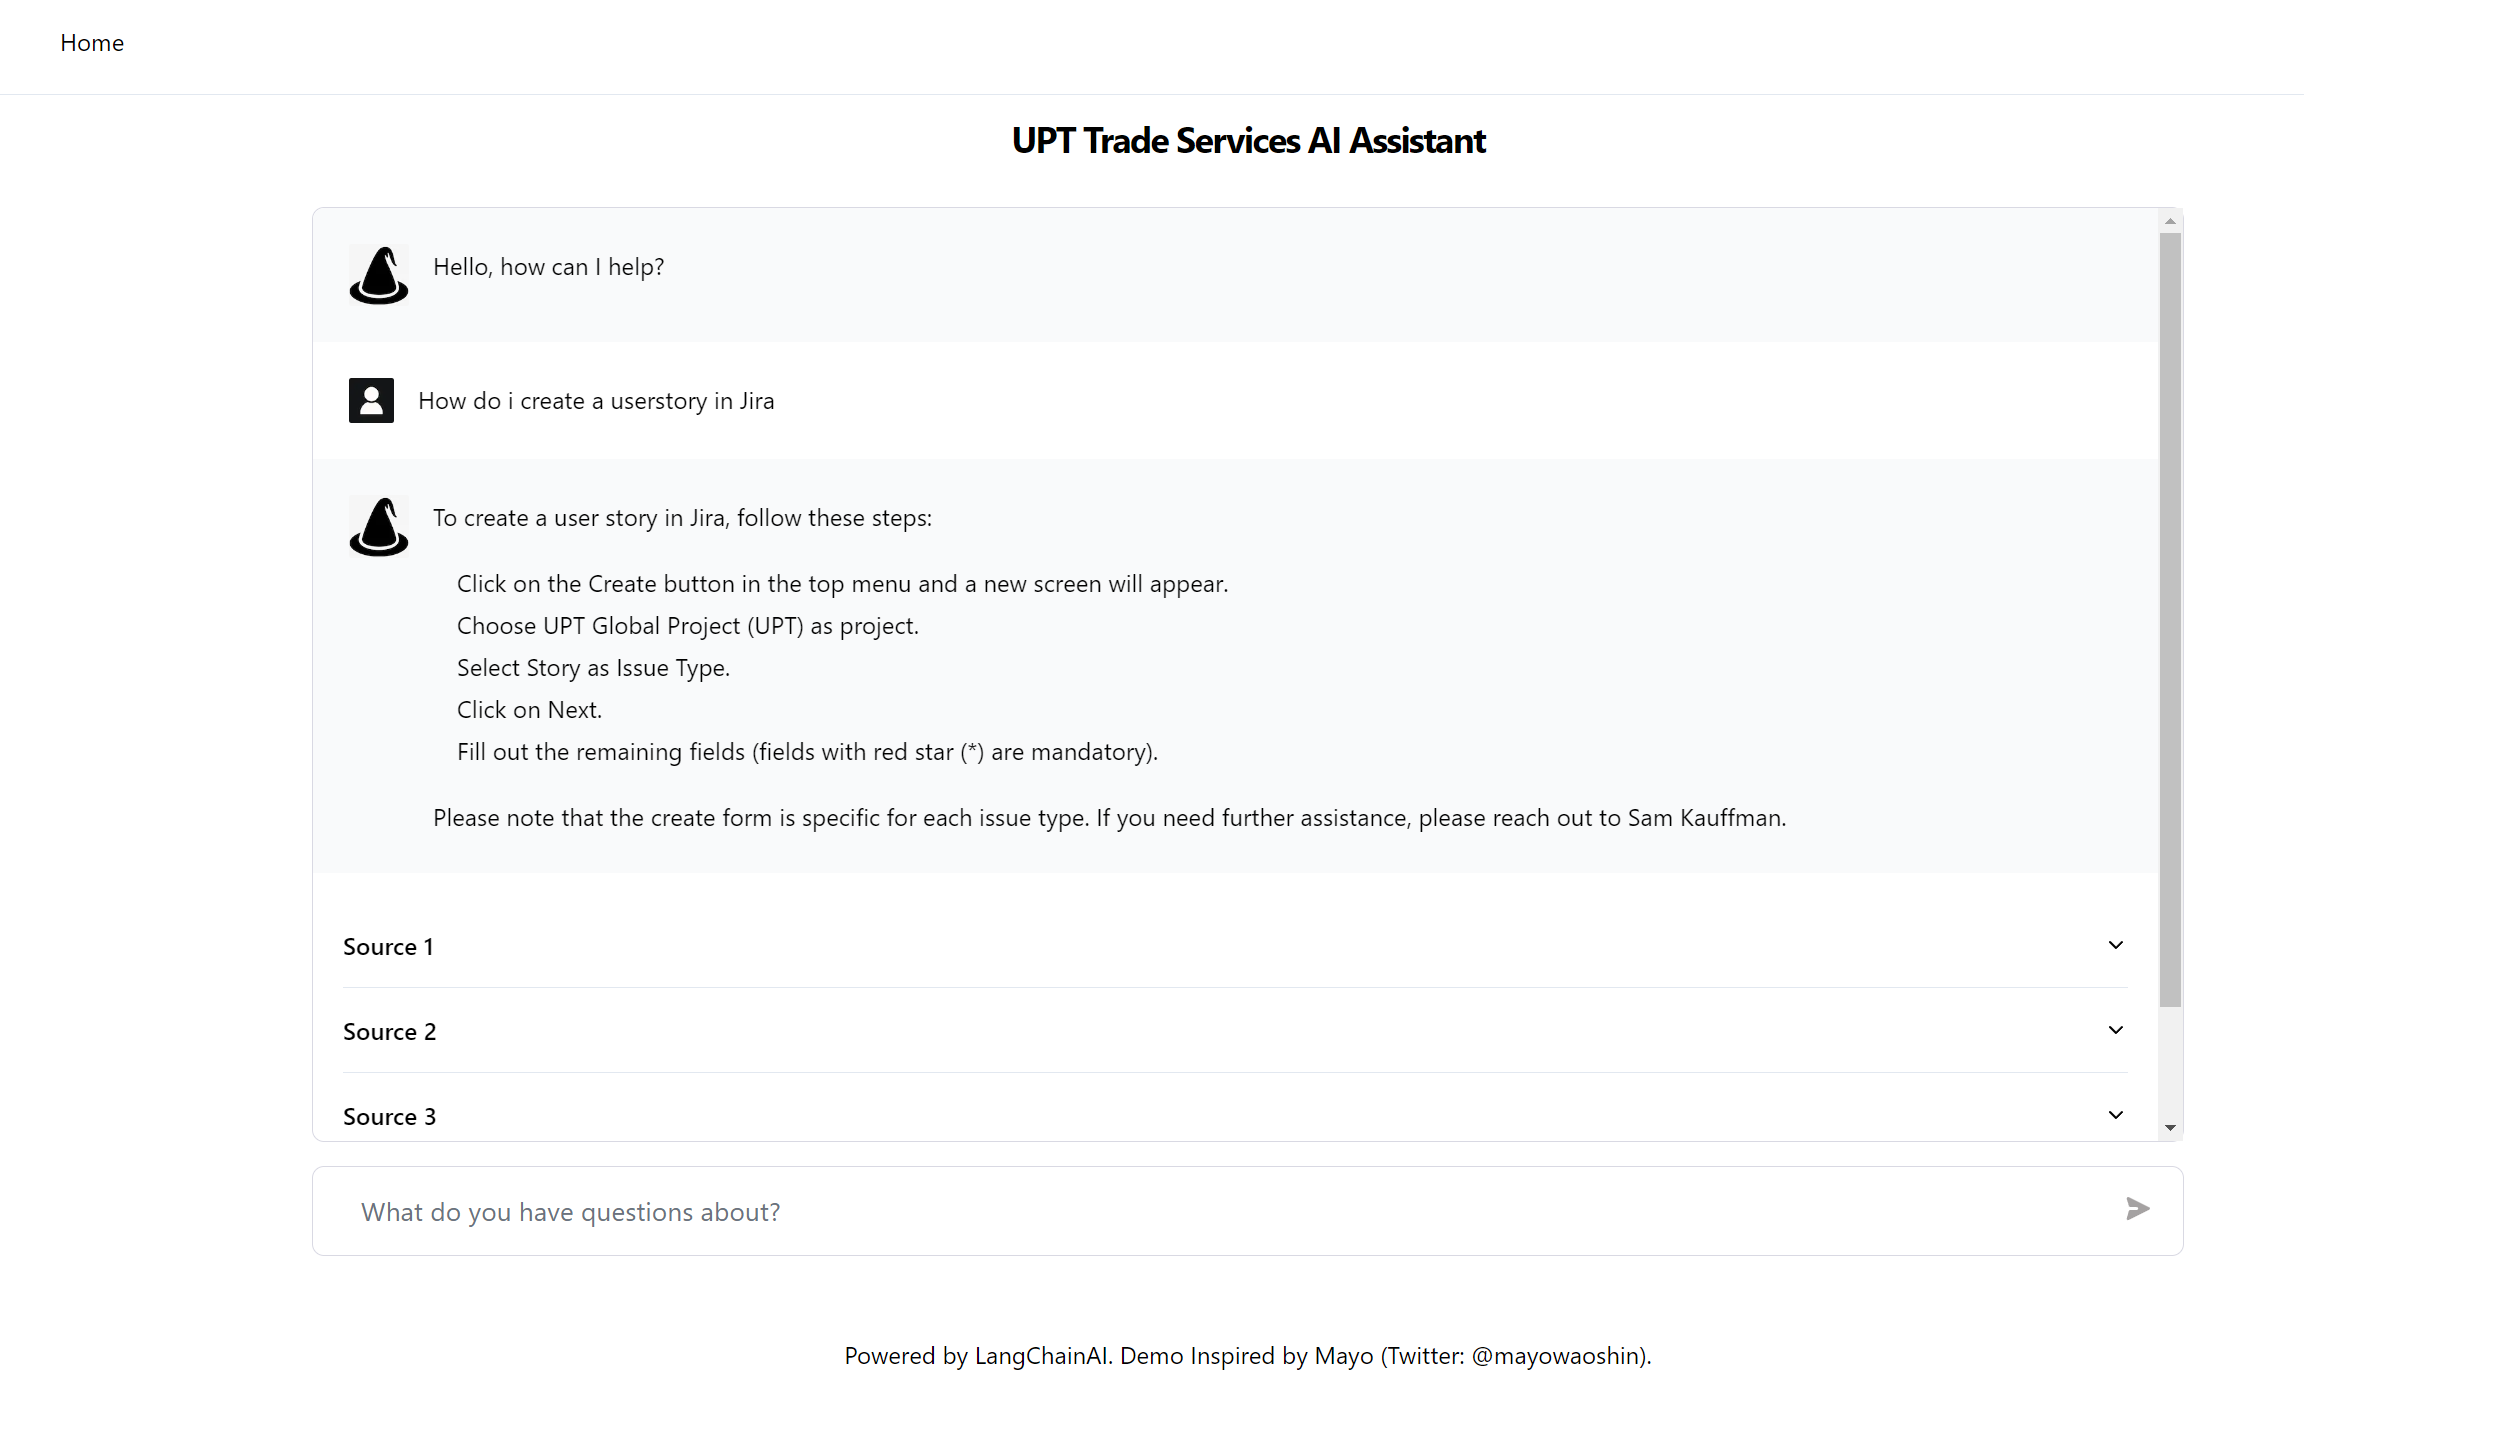 Home
UPT Trade Services AI Assistant
Hello, how can I help?
How do i create a userstory in Jira
To create a user story in Jira, follow these steps:
Click on the Create button in the top menu and a new screen will appear.
Choose UPT Global Project (UPT) as project.
Select Story as Issue Type.
Click on Next.
Fill out the remaining fields (fields with red star (*) are mandatory).
Please note that the create form is specific for each issue type. If you need further assistance, please reach out to Sam Kauffman.
Source 1
Source 2
Source 3
What do you have questions about?
Powered by LangChainAI. Demo Inspired by Mayo (Twitter: @mayowaoshin).